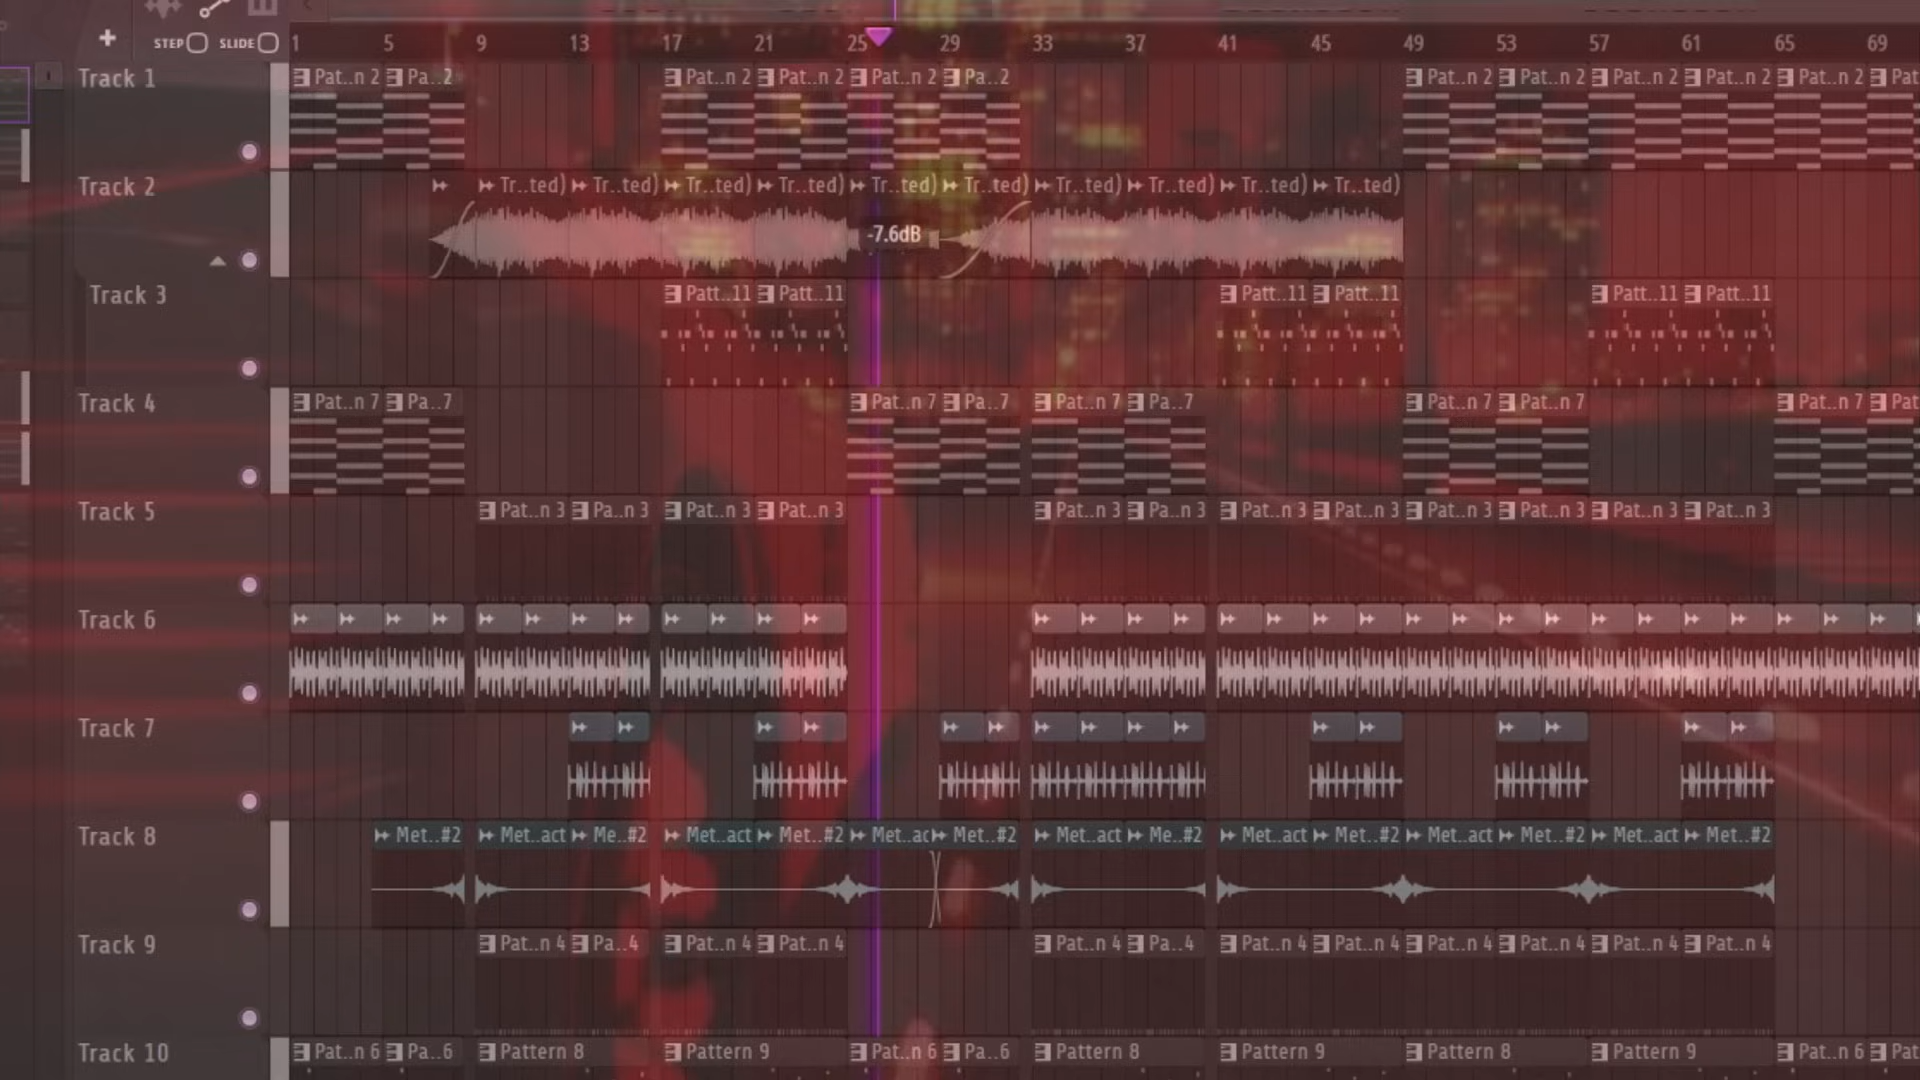 STEP SLIDE 1 5 9 13 17 21 25 29 33 37 41 45 49 53 57 61 65 69
Track 1 Pat..n 2 Pa..2 Pat..n 2 Pat..n 2 Pat..n 2 Pa..2 Pat..n 2 Pat..n 2 Pat..n 2 Pat..n 2 Pat..n 2 Pat
Track 2 Tr..ted) Tr..ted) Tr..ted) Tr..ted) Tr..ted) Tr..ted) Tr..ted) Tr..ted) Tr..ted) Tr..ted)
-7.6dB
Track 3 Patt..11 Patt..11 Patt..11 Patt..11 Patt..11 Patt..11
Track 4 Pat..n 7 Pa..7 Pat..n 7 Pa..7 Pat..n 7 Pa..7 Pat..n 7 Pat..n 7 Pat..n 7 Pat
Track 5 Pat..n 3 Pa..n 3 Pat..n 3 Pat..n 3 Pat..n 3 Pa..n 3 Pat..n 3 Pat..n 3 Pat..n 3 Pat..n 3 Pat..n 3 Pat..n 3
Track 6
Track 7
Track 8 Met..#2 Met..act Me..#2 Met..act Met..#2 Met..ac Met..#2 Met..act Me..#2 Met..act Met..#2 Met..act Met..#2 Met..act Met..#2
Track 9 Pat..n 4 Pa..4 Pat..n 4 Pat..n 4 Pat..n 4 Pa..4 Pat..n 4 Pat..n 4 Pat..n 4 Pat..n 4 Pat..n 4 Pat..n 4
Track 10 Pat..n 6 Pa..6 Pattern 8 Pattern 9 Pat..n 6 Pa..6 Pattern 8 Pattern 9 Pattern 8 Pattern 9 Pat..n 6 Pat